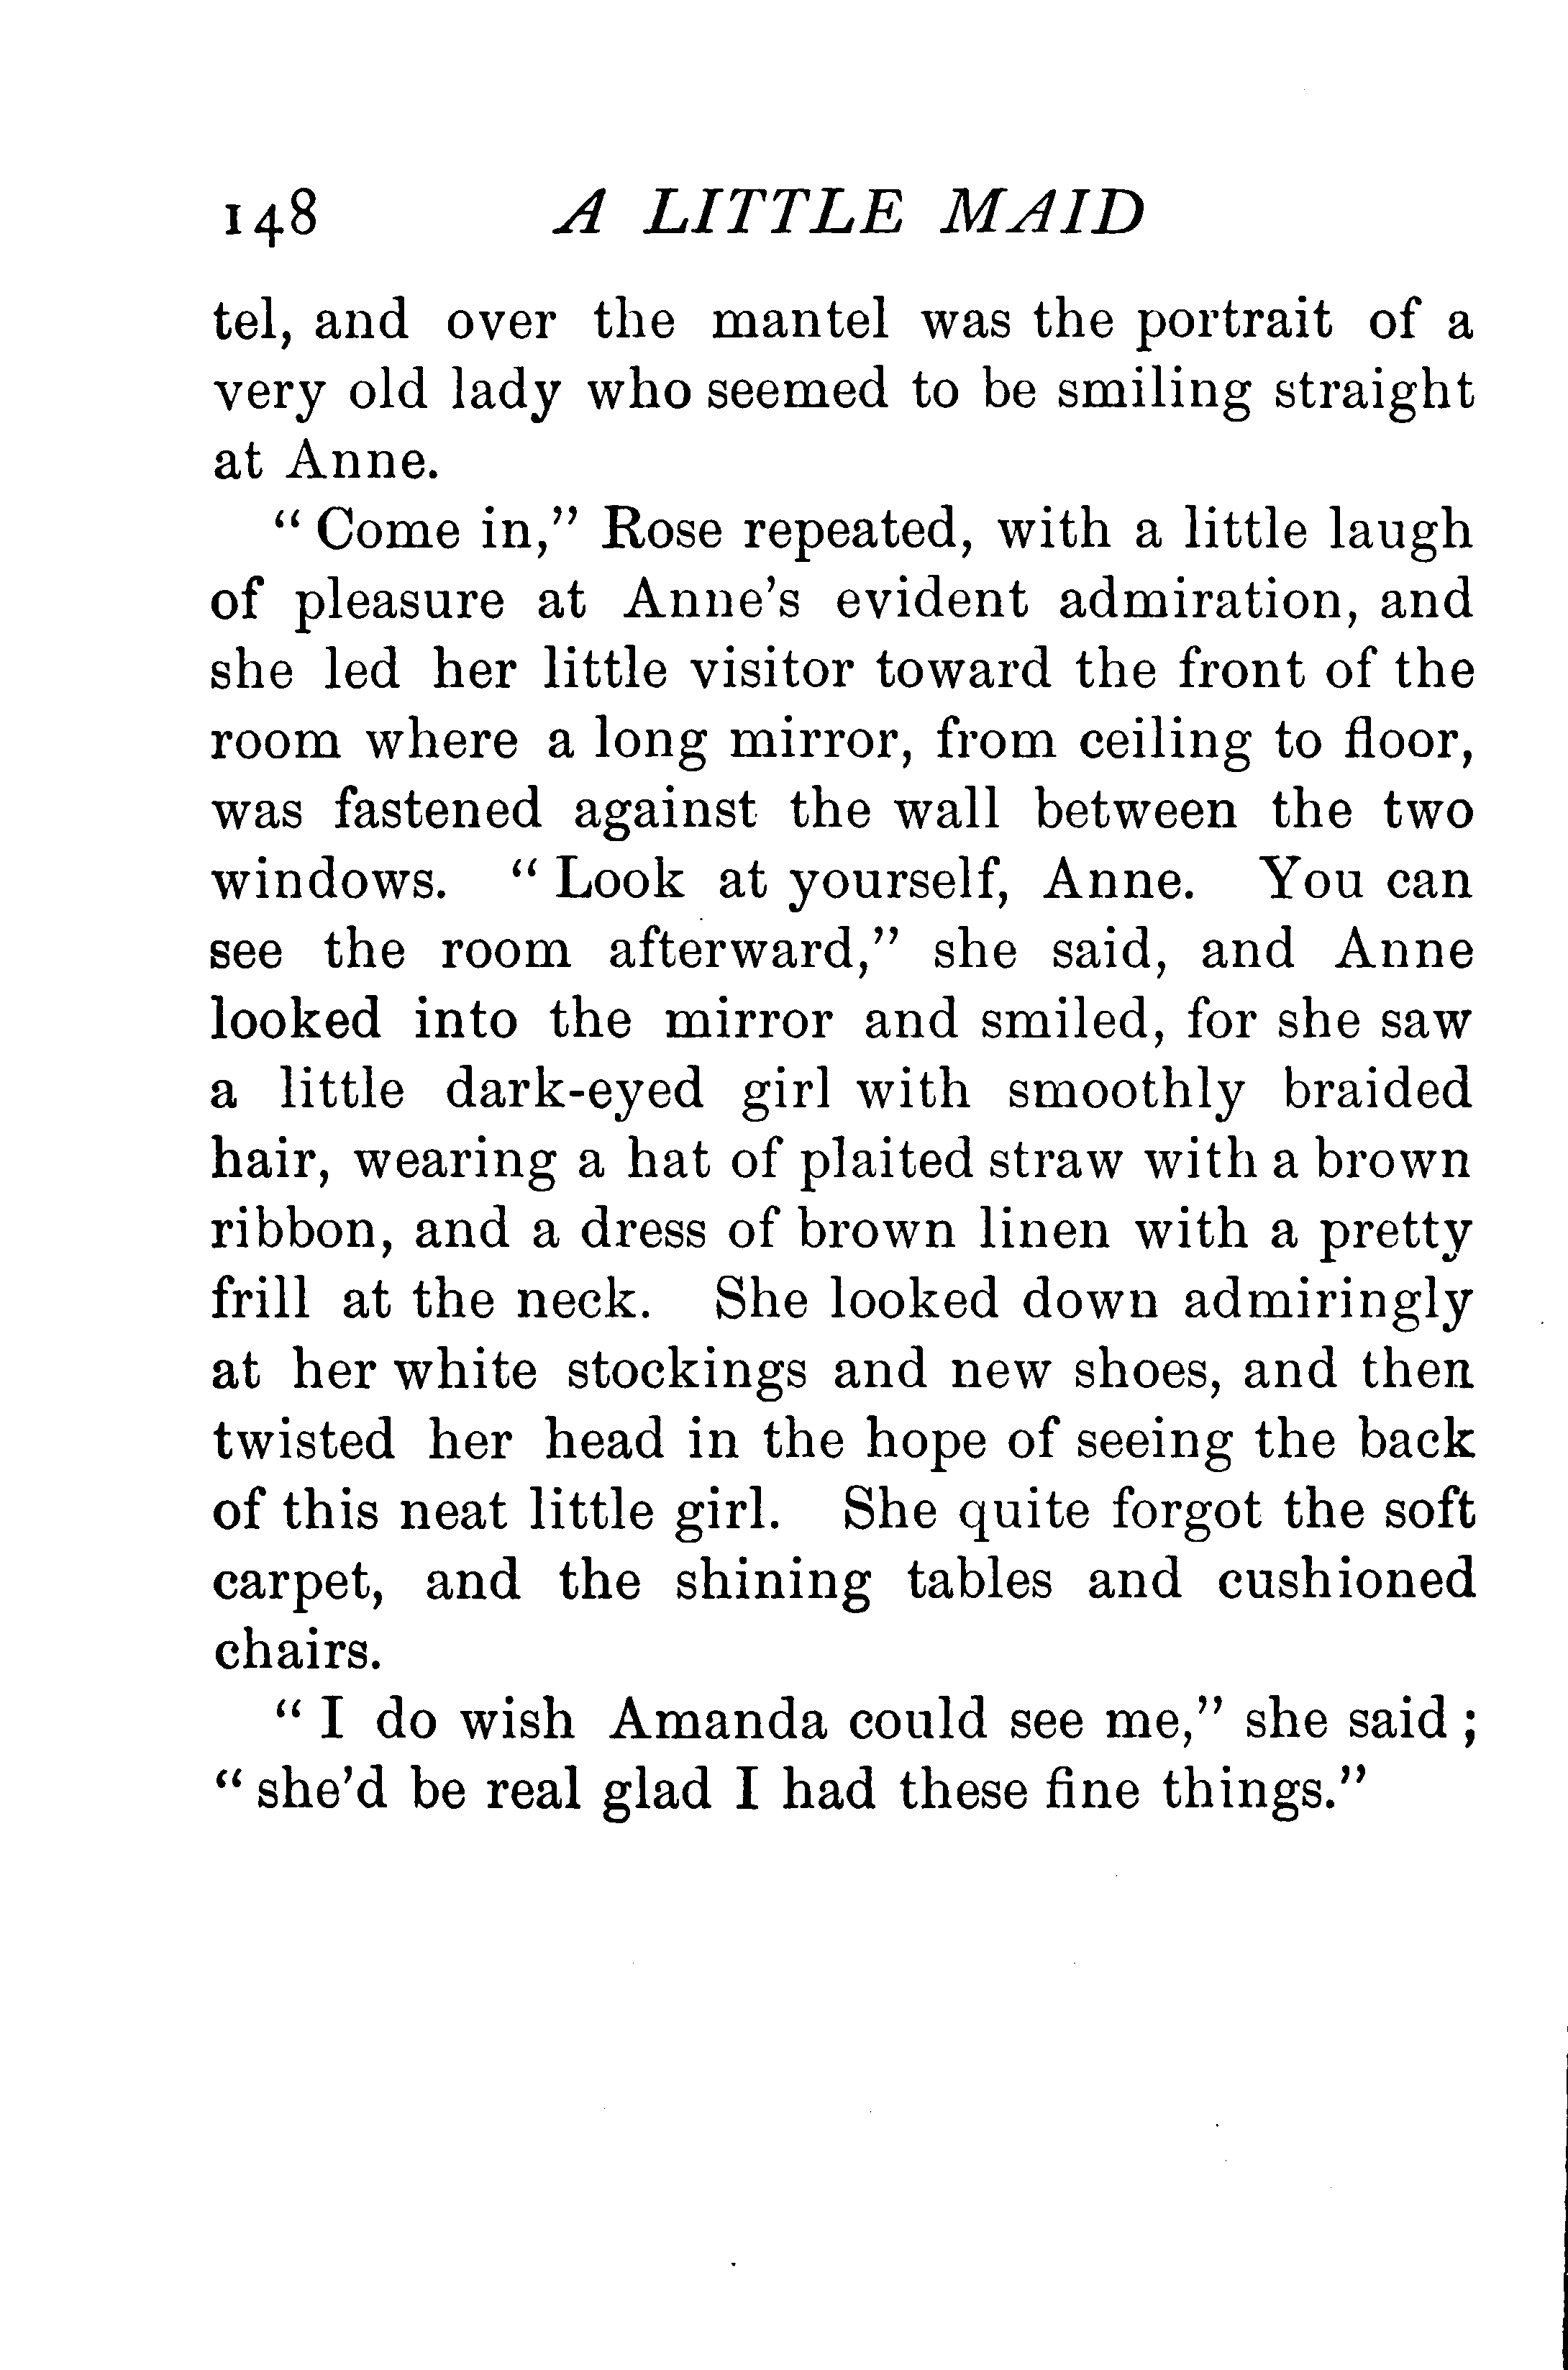 148 A LITTLE MAID
tel, and over the mantel was the portrait of a
very old lady who seemed to be smiling straight
at Anne.
“ Come in,” Rose repeated, with a little laugh
of pleasure at Anne’s evident admiration, and
she led her little visitor toward the front of the
room where a long mirror, from ceiling to floor,
was fastened against the wall between the two
windows. “ Look at yourself, Anne. You can
see the room afterward,” she said, and Anne
looked into the mirror and smiled, for she saw
a little dark-eyed girl with smoothly braided
hair, wearing a hat of plaited straw with a brown
ribbon, and a dress of brown linen with a pretty
frill at the neck. She looked down admiringly
at her white stockings and new shoes, and then
twisted her head in the hope of seeing the back
of this neat little girl. She quite forgot the soft
carpet, and the shining tables and cushioned
chairs.
“ I do wish Amanda could see me,” she said ;
“ she’d be real glad I had these fine things.”